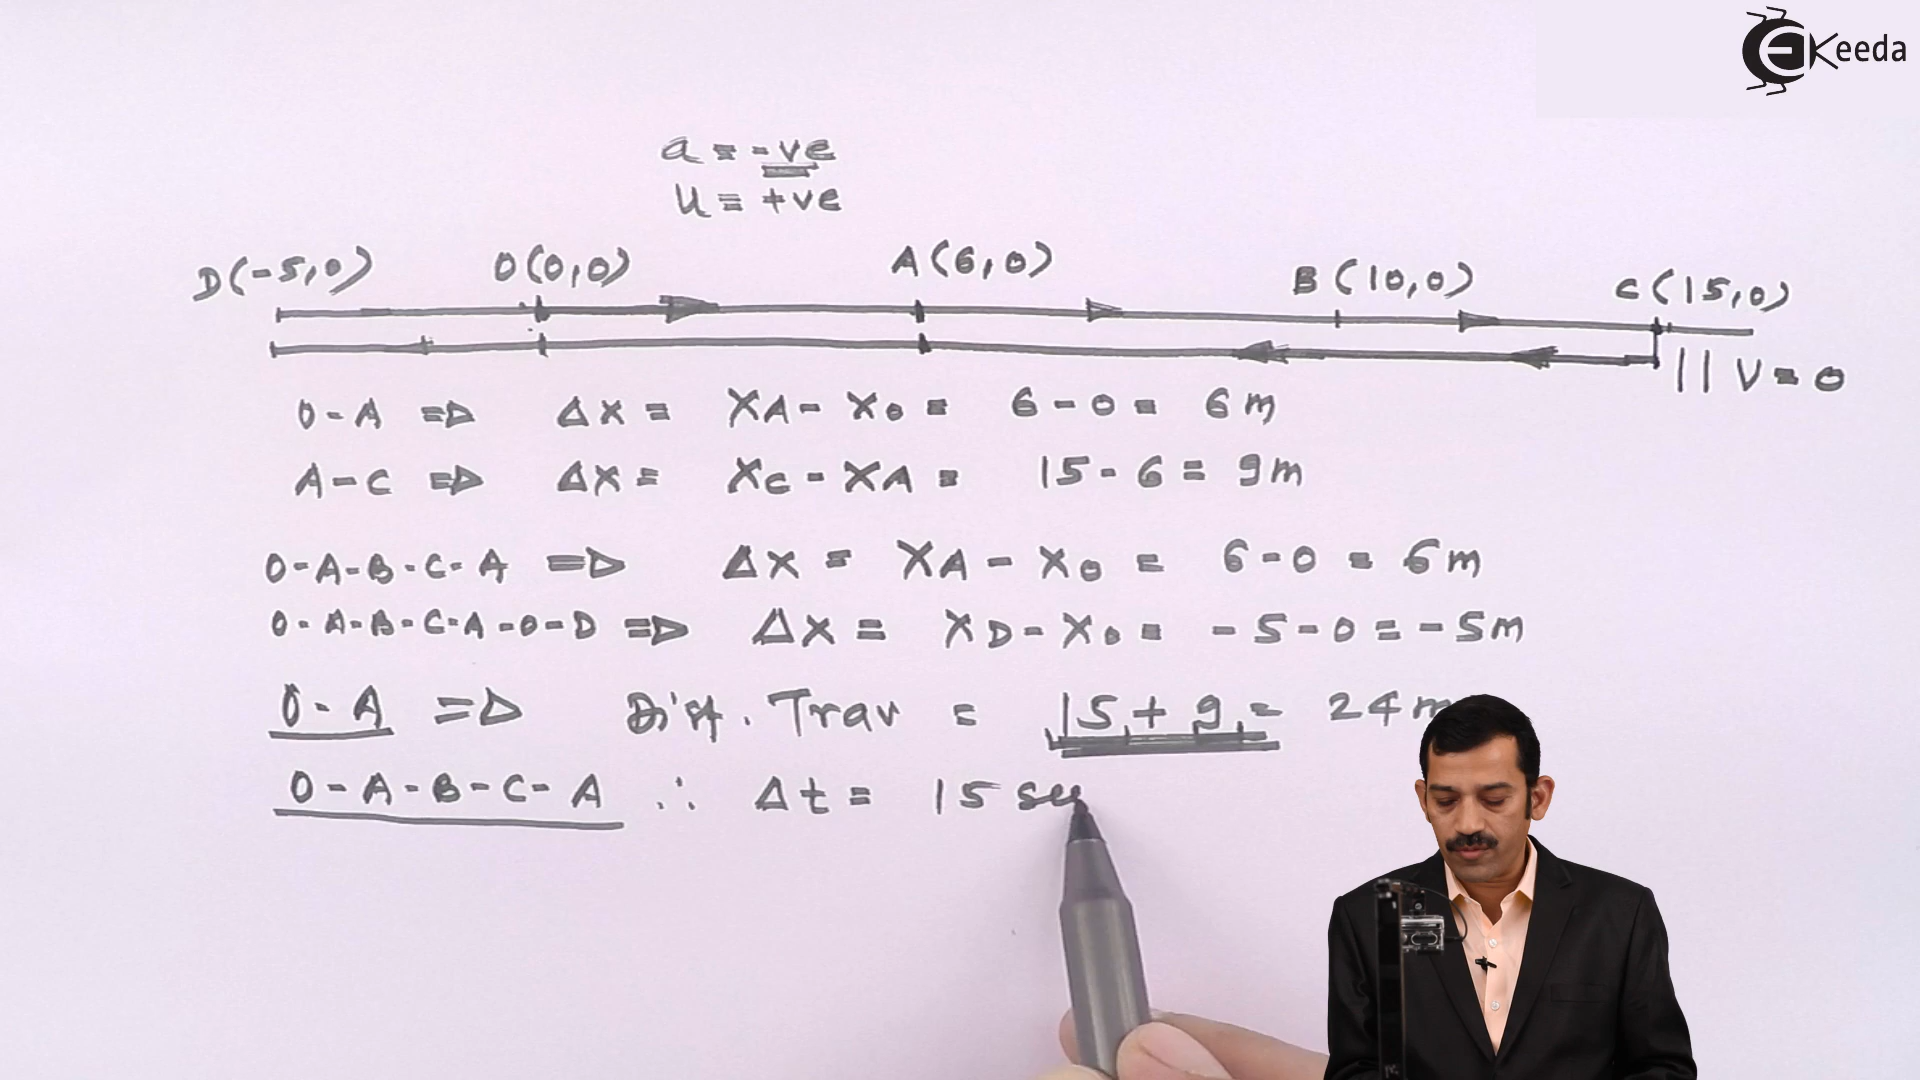 eKeeda
a = -ve
u = +ve
D(-5,0) O(0,0) A(6,0) B(10,0) C(15,0)
|| V = 0
O-A ⇒ Δx = XA - XO = 6 - 0 = 6m
A-C ⇒ Δx = XC - XA = 15 - 6 = 9m
O-A-B-C-A ⇒ Δx = XA - XO = 6-0 = 6m
O-A-B-C-A-O-D ⇒ Δx = XD - XO = -5-0 = -5m
O-A ⇒ Dist. Trav = 15 + 9 = 24m
O-A-B-C-A ∴ Δt = 15 sec